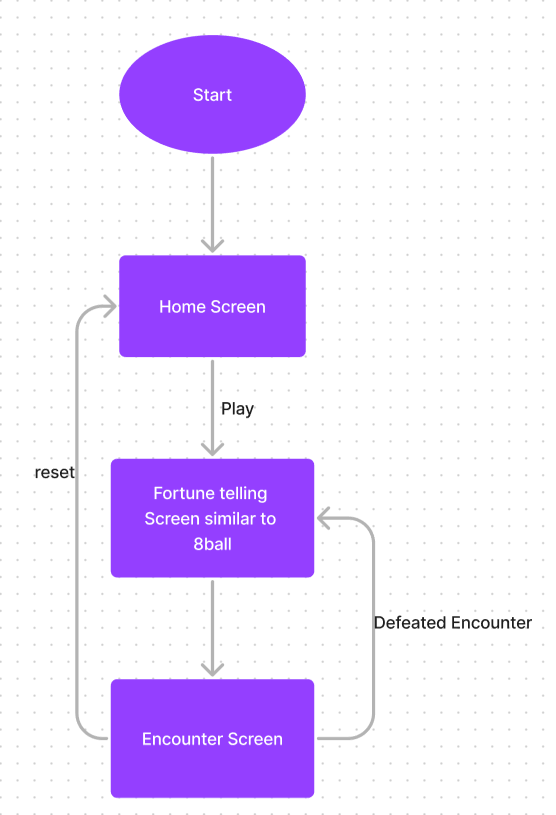 Start
Home Screen
Play
reset
Fortune telling
Screen similar to
8ball
Defeated Encounter
Encounter Screen